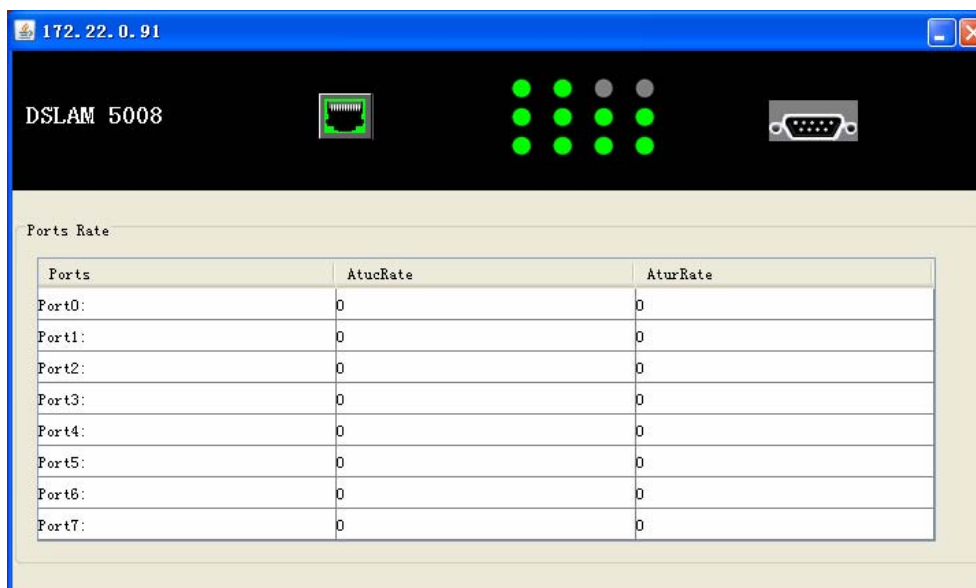 172.22.0.91
DSLAM 5008
Ports Rate
Ports AtucRate AturRate
Port0: 0 0
Port1: 0 0
Port2: 0 0
Port3: 0 0
Port4: 0 0
Port5: 0 0
Port6: 0 0
Port7: 0 0